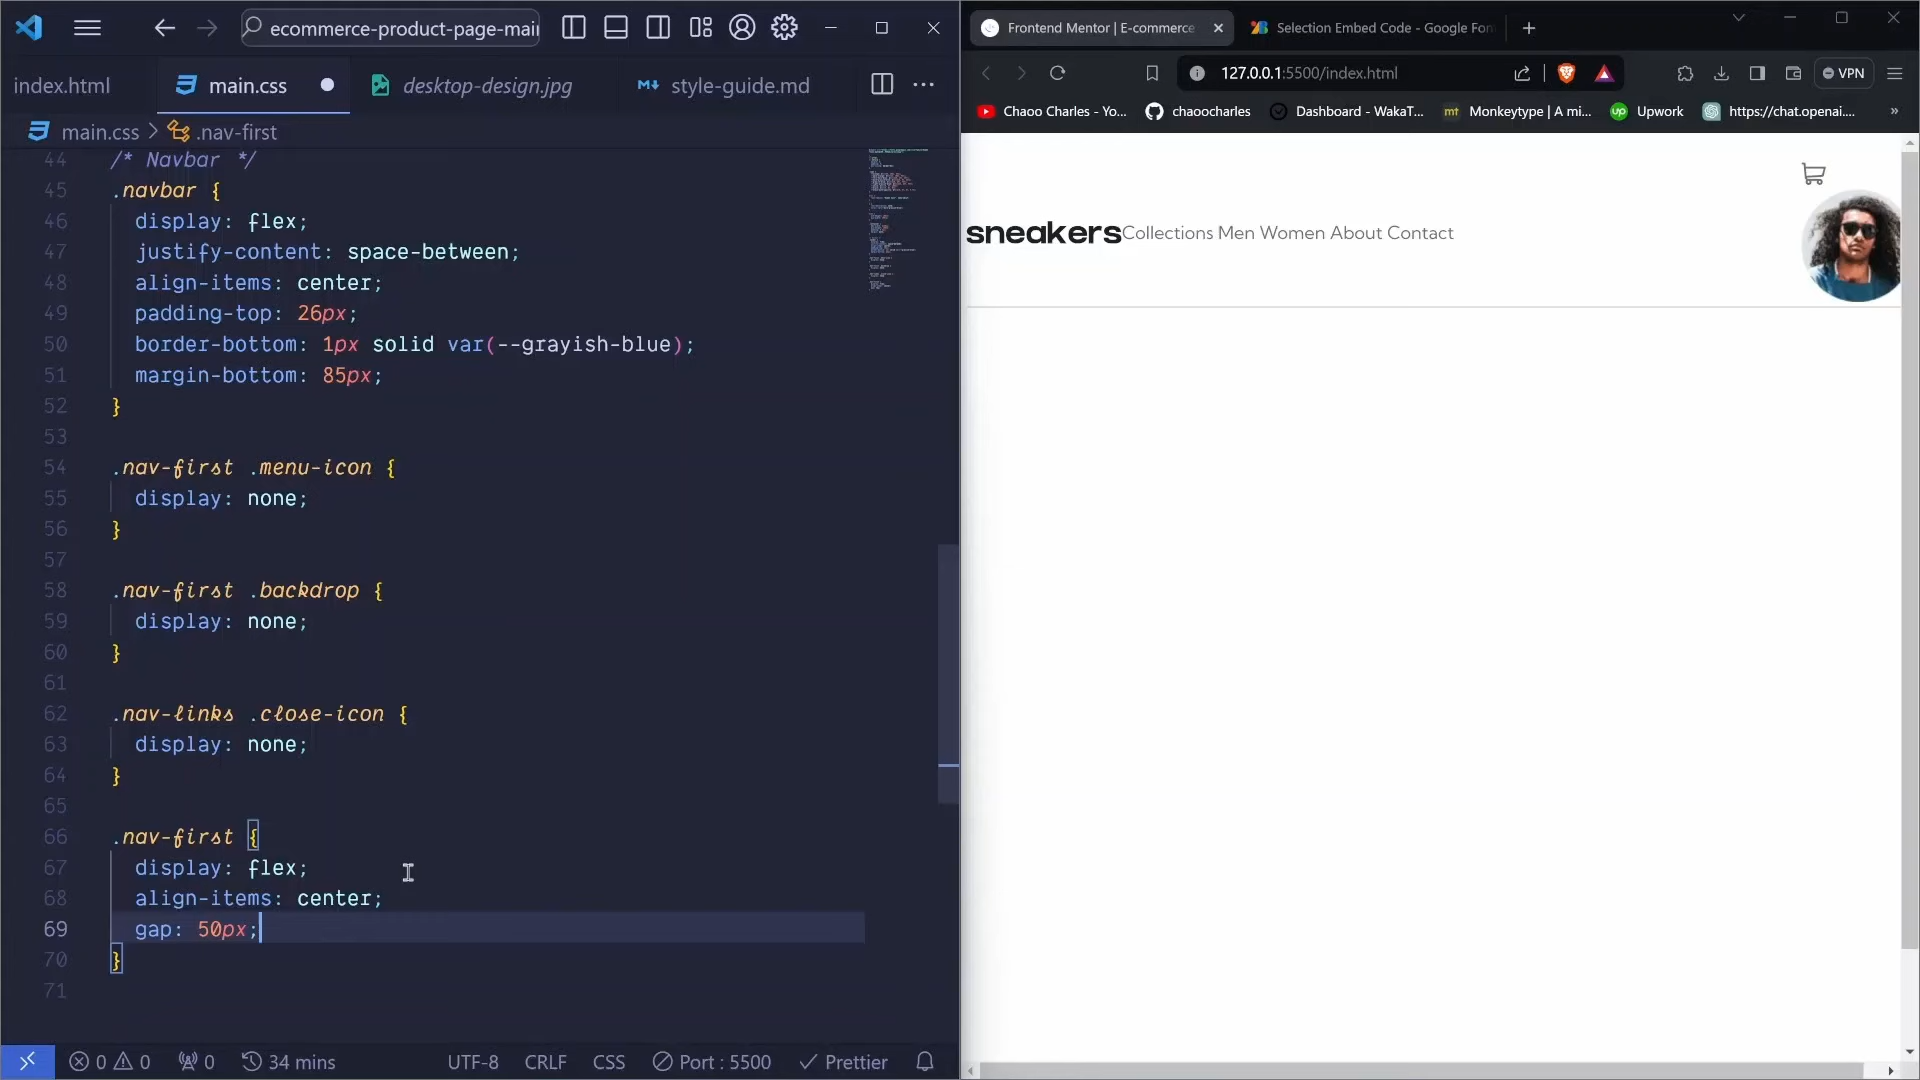 ecommerce-product-page-mai
index.html
main.css
desktop-design.jpg
style-guide.md
main.css > .nav-first
44 /* Navbar */
45 .navbar {
46 display: flex;
47 justify-content: space-between;
48 align-items: center;
49 padding-top: 26px;
50 border-bottom: 1px solid var(--grayish-blue);
51 margin-bottom: 85px;
52 }
53
54 .nav-first .menu-icon {
55 display: none;
56 }
57
58 .nav-first .backdrop {
59 display: none;
60 }
61
62 .nav-links .close-icon {
63 display: none;
64 }
65
66 .nav-first {
67 display: flex;
68 align-items: center;
69 gap: 50px;
70 }
71
0 0 0 34 mins UTF-8 CRLF CSS Port : 5500 Prettier
Frontend Mentor | E-commerce
Selection Embed Code - Google Fon
127.0.0.1:5500/index.html
VPN
Chaoo Charles - Yo...
chaoocharles
Dashboard - WakaT...
mt Monkeytype | A mi...
up Upwork
https://chat.openai....
»
sneakers Collections Men Women About Contact